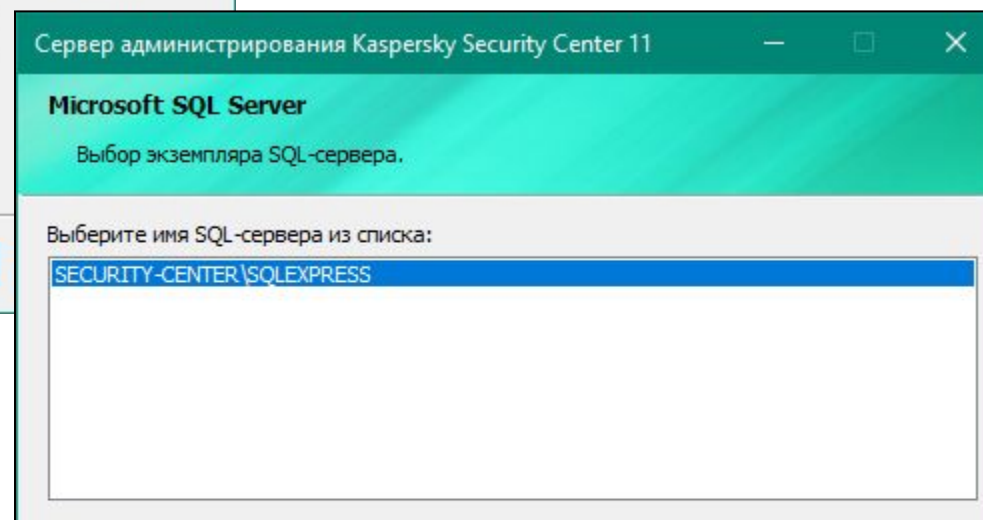 Сервер администрирования Kaspersky Security Center 11
Microsoft SQL Server
Выбор экземпляра SQL-сервера.
Выберите имя SQL-сервера из списка:
SECURITY-CENTER\SQLEXPRESS